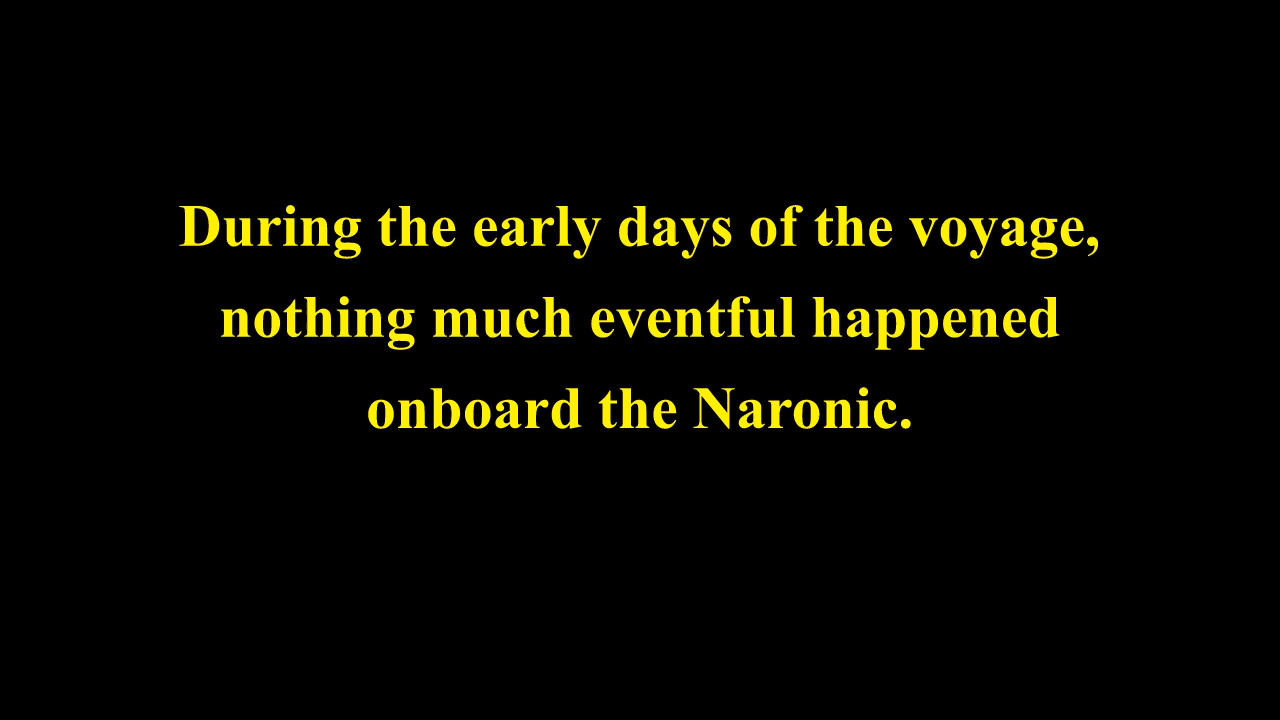 During the early days of the voyage,
nothing much eventful happened
onboard the Naronic.